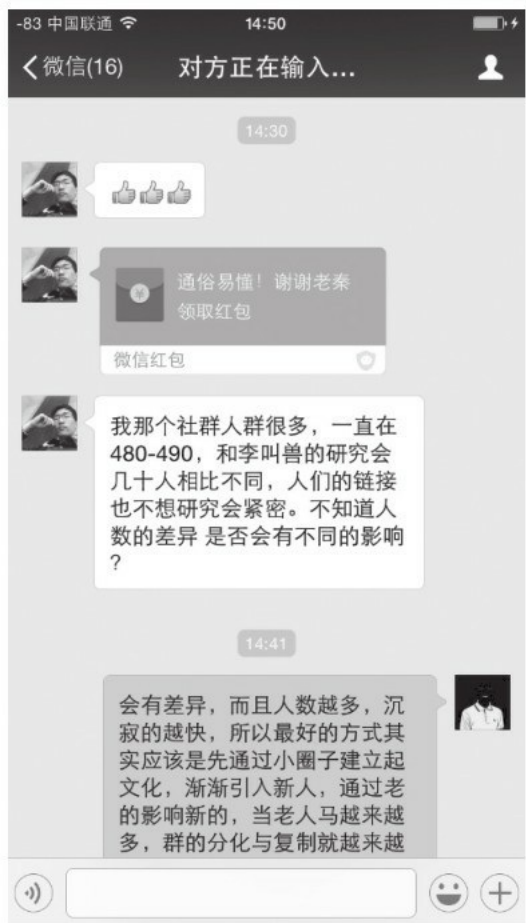 -83 中国联通 14:50
微信(16) 对方正在输入...
14:30
通俗易懂！谢谢老秦
领取红包
微信红包
我那个社群人群很多，一直在
480-490，和李叫兽的研究会
几十人相比不同，人们的链接
也不想研究会紧密。不知道人
数的差异 是否会有不同的影响
?
14:41
会有差异，而且人数越多，沉
寂的越快，所以最好的方式其
实应该是先通过小圈子建立起
文化，渐渐引入新人，通过老
的影响新的，当老人马越来越
多，群的分化与复制就越来越